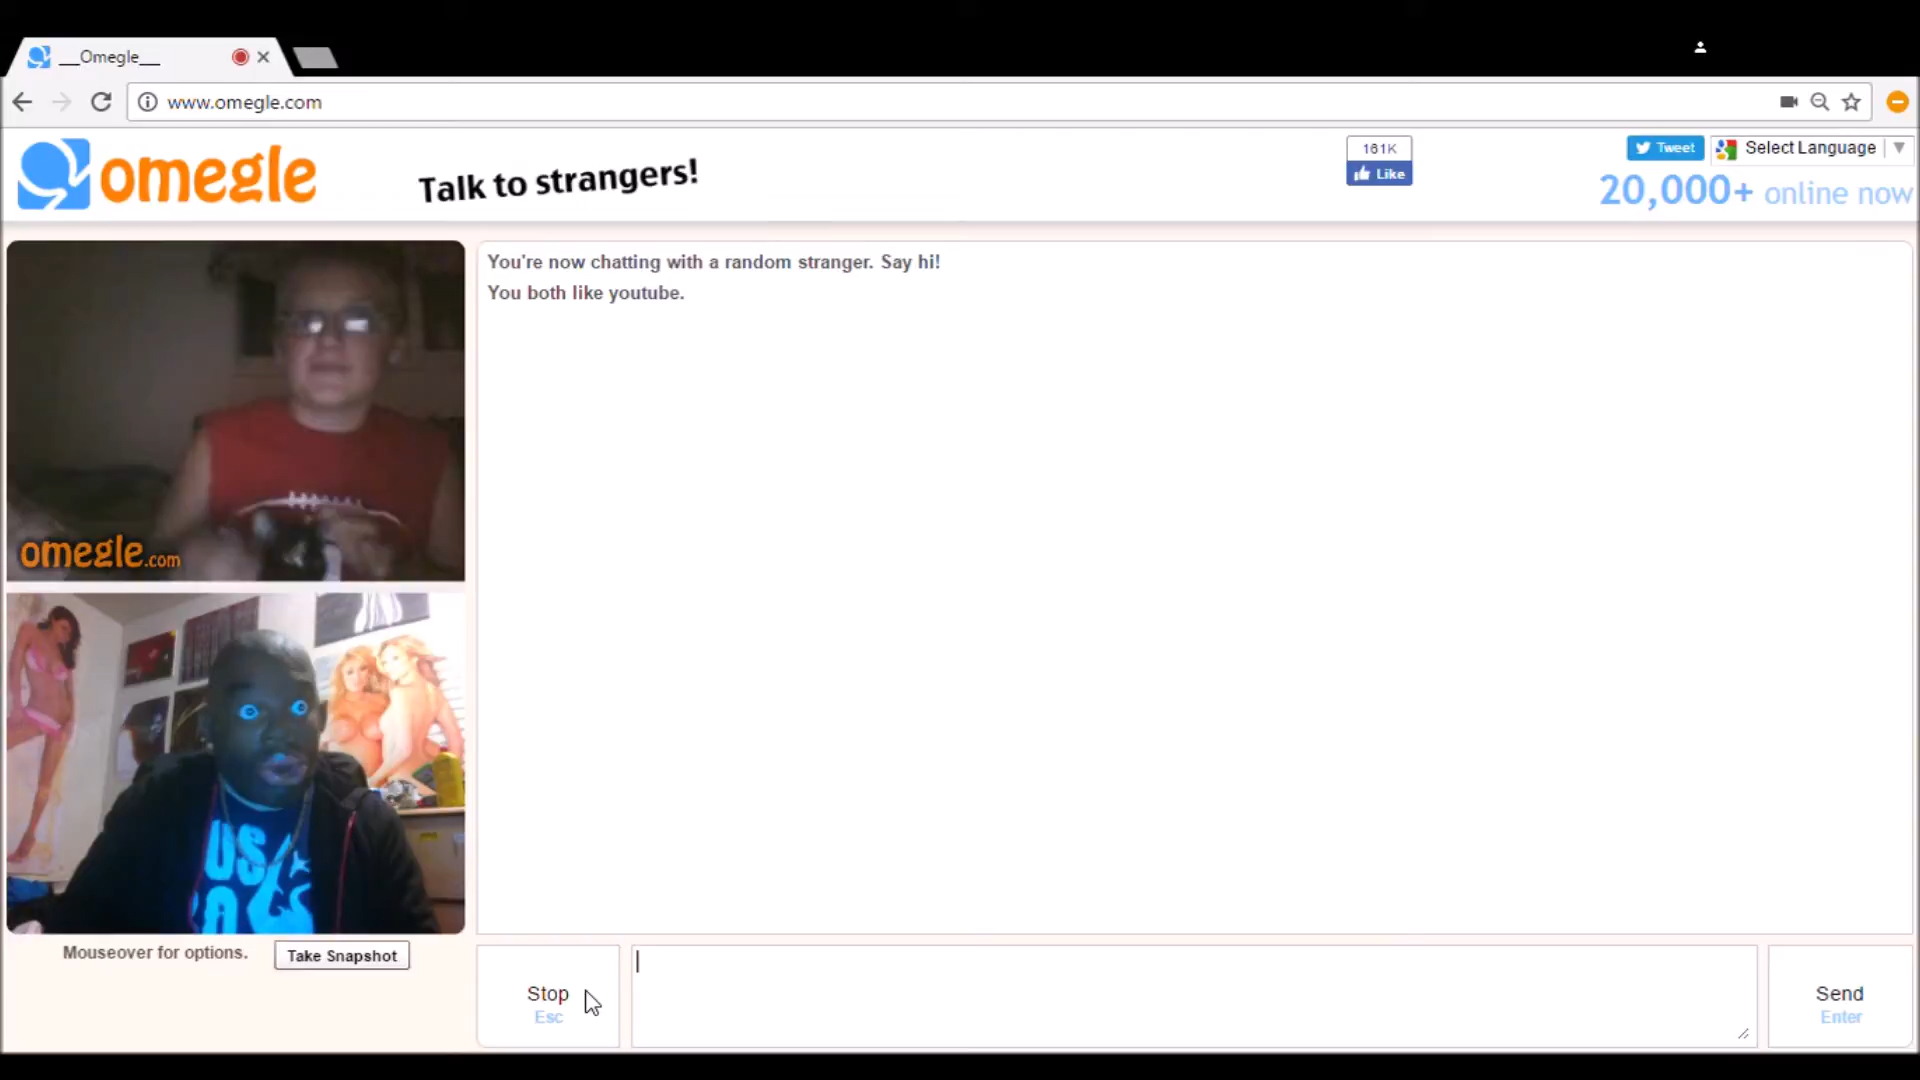 __Omegle__
www.omegle.com
omegle
Talk to strangers!
161K
Like
Tweet
Select Language
20,000+ online now
You're now chatting with a random stranger. Say hi!
You both like youtube.
omegle.com
US
Mouseover for options.
Take Snapshot
Stop
Esc
Send
Enter